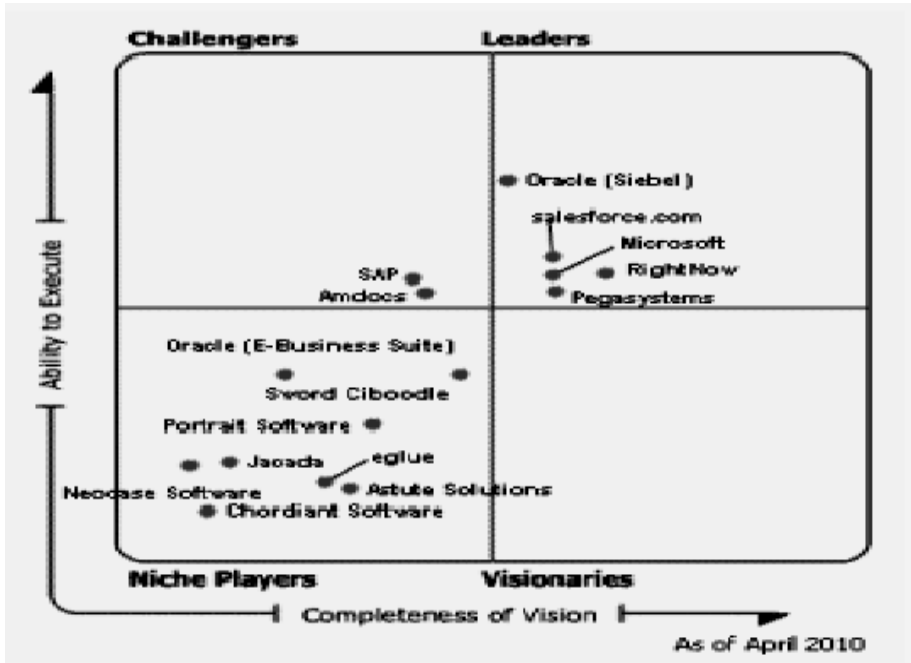 Challengers
Leaders
Oracle (Siebel)
salesforce.com
Microsoft
SAP
RightNow
Amdocs
Pegasystems
Ability to Execute
Oracle (E-Business Suite)
Sword Ciboodle
Portrait Software
Jacada
eglue
Neocase Software
Astute Solutions
Chordiant Software
Niche Players
Visionaries
Completeness of Vision
As of April 2010